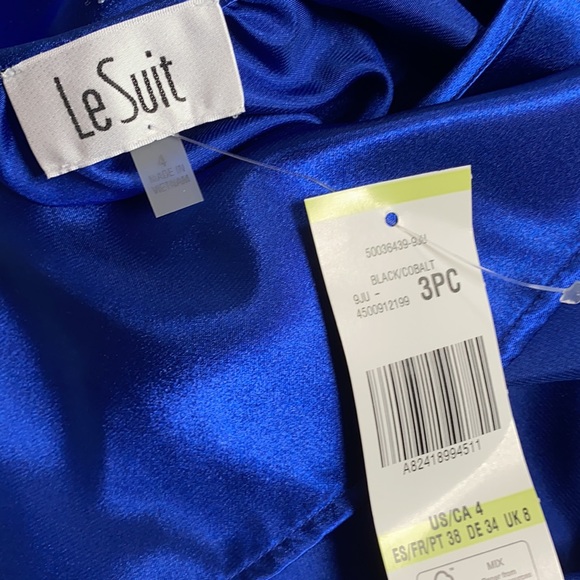 Le Suit
4
MADE IN
VIETNAM
50036439-9JU
BLACK/COBALT
9JU -
4500912199
3PC
A82418994511
US/CA 4
ES/FR/PT 38 DE 34 UK 8
MIX